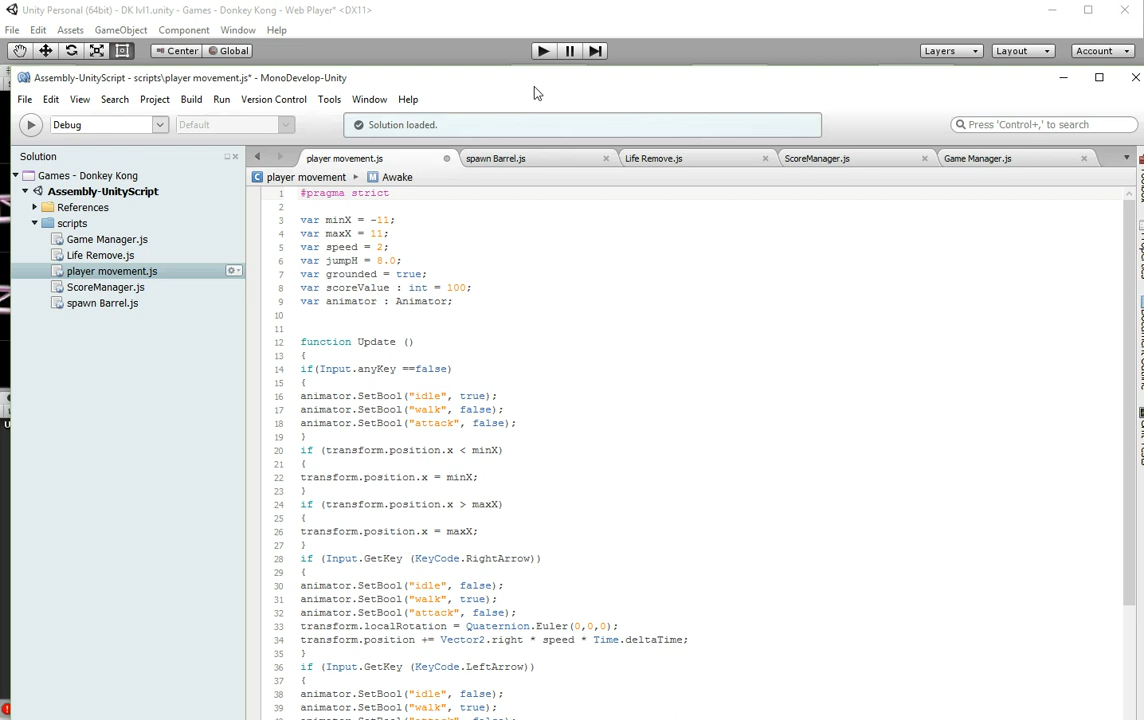 Unity Personal (64bit) - DK lvl1.unity - Games - Donkey Kong - Web Player* <DX11>
File Edit Assets GameObject Component Window Help
Center Global Layers Layout Account
Assembly-UnityScript - scripts\player movement.js* - MonoDevelop-Unity
File Edit View Search Project Build Run Version Control Tools Window Help
Debug Default Solution loaded. Press 'Control+,' to search
Solution
Games - Donkey Kong
Assembly-UnityScript
References
scripts
Game Manager.js
Life Remove.js
player movement.js
ScoreManager.js
spawn Barrel.js
player movement.js spawn Barrel.js Life Remove.js ScoreManager.js Game Manager.js
player movement Awake
1 #pragma strict
2
3 var minX = -11;
4 var maxX = 11;
5 var speed = 2;
6 var jumpH = 8.0;
7 var grounded = true;
8 var scoreValue : int = 100;
9 var animator : Animator;
10
11
12 function Update ()
13 {
14 if(Input.anyKey ==false)
15 {
16 animator.SetBool("idle", true);
17 animator.SetBool("walk", false);
18 animator.SetBool("attack", false);
19 }
20 if (transform.position.x < minX)
21 {
22 transform.position.x = minX;
23 }
24 if (transform.position.x > maxX)
25 {
26 transform.position.x = maxX;
27 }
28 if (Input.GetKey (KeyCode.RightArrow))
29 {
30 animator.SetBool("idle", false);
31 animator.SetBool("walk", true);
32 animator.SetBool("attack", false);
33 transform.localRotation = Quaternion.Euler(0,0,0);
34 transform.position += Vector2.right * speed * Time.deltaTime;
35 }
36 if (Input.GetKey (KeyCode.LeftArrow))
37 {
38 animator.SetBool("idle", false);
39 animator.SetBool("walk", true);